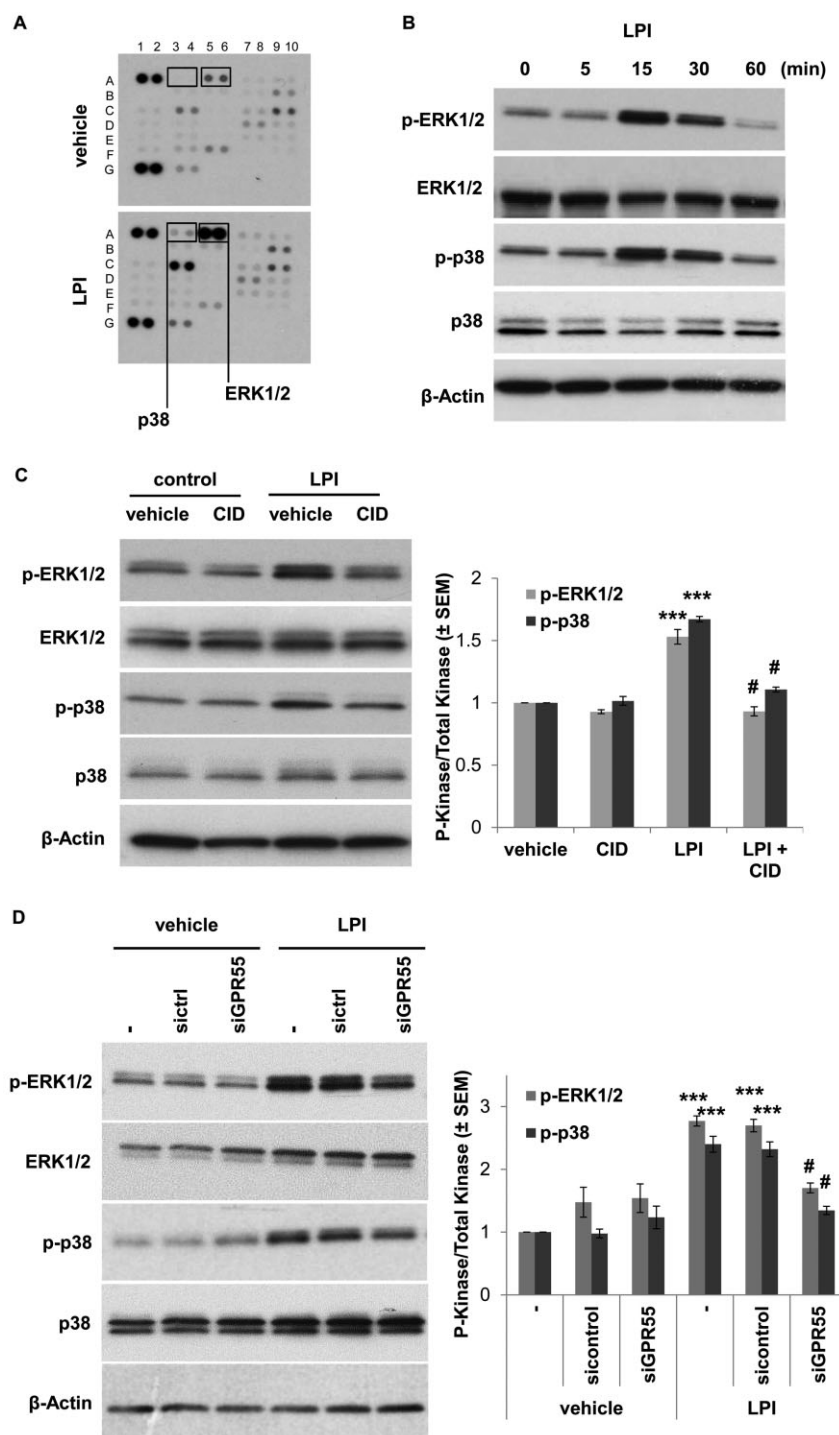 A
1 2 3 4 5 6 7 8 9 10
vehicle
A
B
C
D
E
F
G
LPI
A
B
C
D
E
F
G
p38
ERK1/2
B
LPI
0 5 15 30 60 (min)
p-ERK1/2
ERK1/2
p-p38
p38
β-Actin
C
control LPI
vehicle CID vehicle CID
p-ERK1/2
ERK1/2
p-p38
p38
β-Actin
P-Kinase/Total Kinase (± SEM)
2
1.5
1
0.5
0
p-ERK1/2
p-p38
*** ***
# #
vehicle CID LPI LPI +
CID
D
vehicle LPI
- sictrl siGPR55 - sictrl siGPR55
p-ERK1/2
ERK1/2
p-p38
p38
β-Actin
P-Kinase/Total Kinase (± SEM)
3
2
1
0
p-ERK1/2
p-p38
*** *** *** ***
# #
- sicontrol siGPR55 - sicontrol siGPR55
vehicle LPI